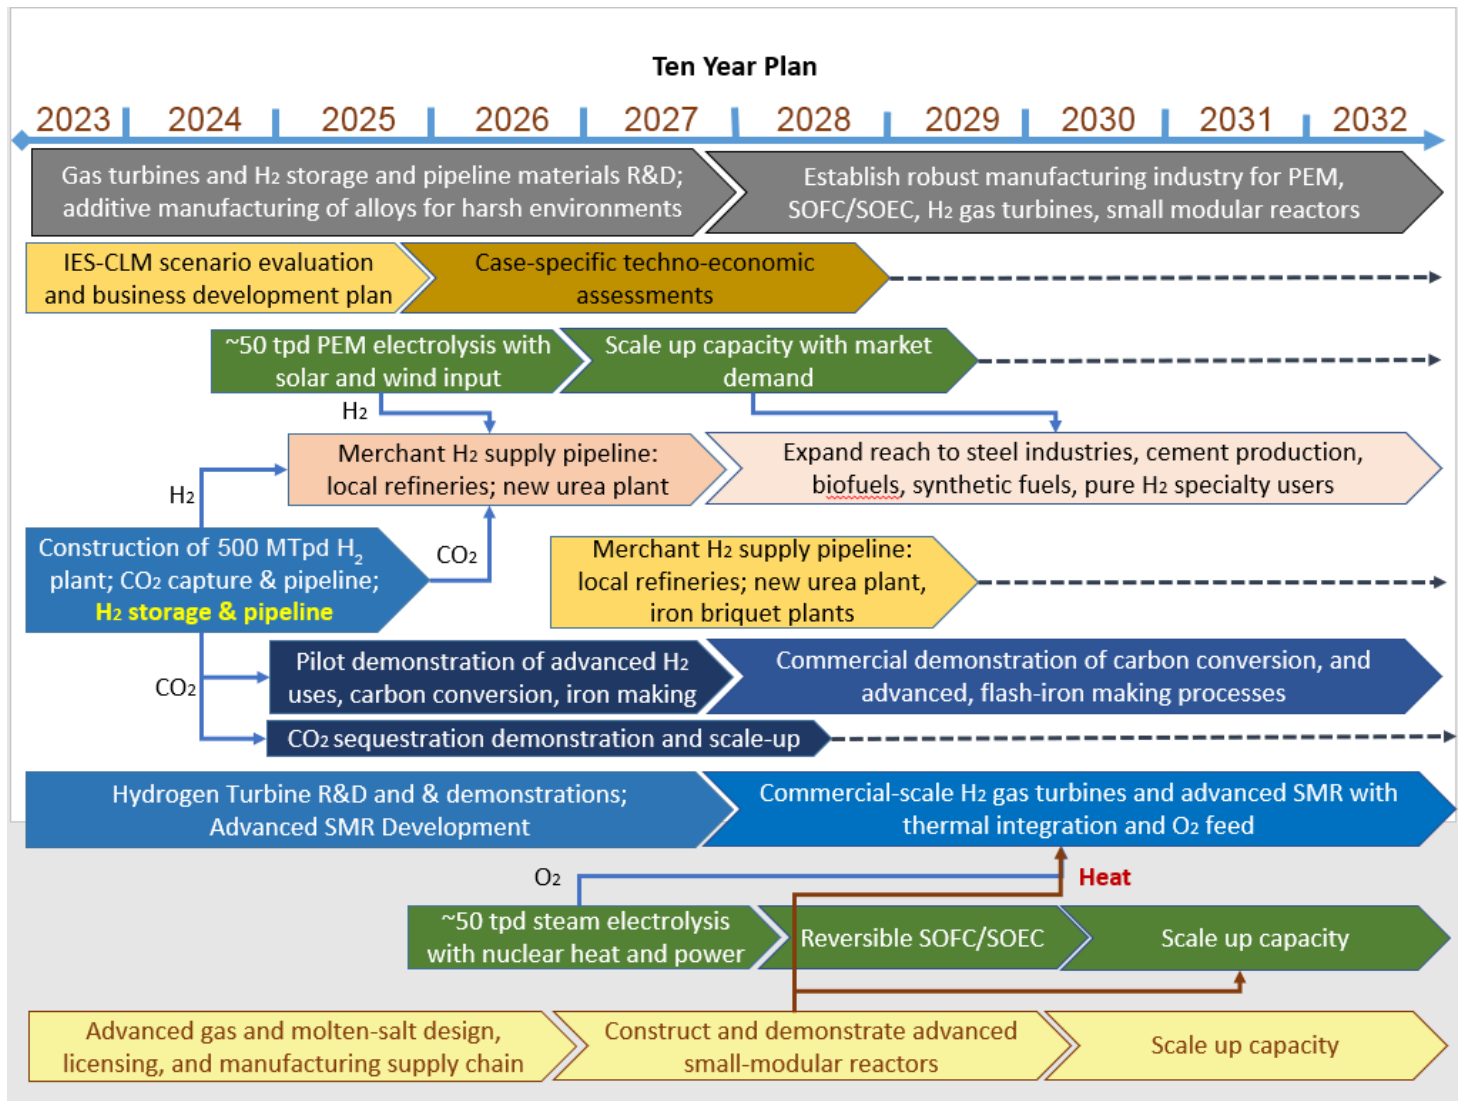 Ten Year Plan
2023 2024 2025 2026 2027 2028 2029 2030 2031 2032
Gas turbines and H2 storage and pipeline materials R&D;
additive manufacturing of alloys for harsh environments
Establish robust manufacturing industry for PEM,
SOFC/SOEC, H2 gas turbines, small modular reactors
IES-CLM scenario evaluation
and business development plan
Case-specific techno-economic
assessments
~50 tpd PEM electrolysis with
solar and wind input
Scale up capacity with market
demand
H2
Merchant H2 supply pipeline:
local refineries; new urea plant
Expand reach to steel industries, cement production,
biofuels, synthetic fuels, pure H2 specialty users
H2
Construction of 500 MTpd H2
plant; CO2 capture & pipeline;
H2 storage & pipeline
CO2
Merchant H2 supply pipeline:
local refineries; new urea plant,
iron briquet plants
CO2
Pilot demonstration of advanced H2
uses, carbon conversion, iron making
Commercial demonstration of carbon conversion, and
advanced, flash-iron making processes
CO2 sequestration demonstration and scale-up
Hydrogen Turbine R&D and & demonstrations;
Advanced SMR Development
Commercial-scale H2 gas turbines and advanced SMR with
thermal integration and O2 feed
O2
Heat
~50 tpd steam electrolysis
with nuclear heat and power
Reversible SOFC/SOEC
Scale up capacity
Advanced gas and molten-salt design,
licensing, and manufacturing supply chain
Construct and demonstrate advanced
small-modular reactors
Scale up capacity